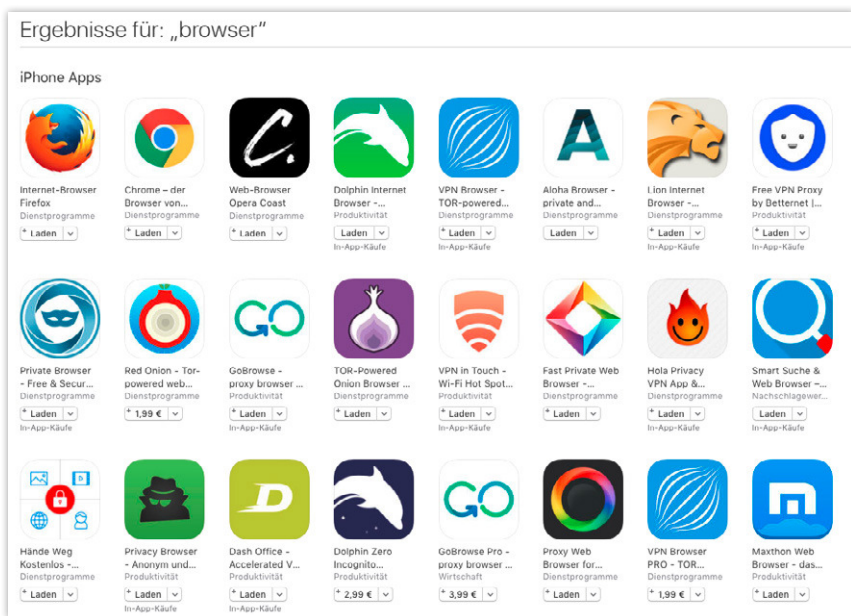 Ergebnisse für: „browser”
iPhone Apps
Internet-Browser
Firefox
Dienstprogramme
+ Laden
Chrome – der
Browser von...
Dienstprogramme
+ Laden
Web-Browser
Opera Coast
Dienstprogramme
+ Laden
Dolphin Internet
Browser -...
Produktivität
Laden
In-App-Käufe
VPN Browser -
TOR-powered...
Dienstprogramme
+ Laden
In-App-Käufe
Aloha Browser -
private and...
Dienstprogramme
Laden
Lion Internet
Browser -...
Dienstprogramme
+ Laden
In-App-Käufe
Free VPN Proxy
by Betternet |...
Produktivität
+ Laden
In-App-Käufe
Private Browser
- Free & Secur...
Dienstprogramme
+ Laden
In-App-Käufe
Red Onion - Tor-
powered web...
Dienstprogramme
+ 1,99 €
GO
GoBrowse -
proxy browser ...
Produktivität
+ Laden
In-App-Käufe
TOR-Powered
Onion Browser ...
Dienstprogramme
+ Laden
VPN in Touch -
Wi-Fi Hot Spot...
Produktivität
+ Laden
In-App-Käufe
Fast Private Web
Browser -...
Dienstprogramme
+ Laden
Hola Privacy
VPN App &...
Dienstprogramme
+ Laden
In-App-Käufe
Smart Suche &
Web Browser –...
Nachschlagewer...
Laden
In-App-Käufe
Hände Weg
Kostenlos -...
Dienstprogramme
+ Laden
Privacy Browser
- Anonym und...
Produktivität
+ Laden
In-App-Käufe
Dash Office -
Accelerated V...
Produktivität
+ Laden
In-App-Käufe
Dolphin Zero
Incognito...
Produktivität
+ 2,99 €
GO
GoBrowse Pro -
proxy browser ...
Wirtschaft
+ 3,99 €
Proxy Web
Browser for...
Dienstprogramme
+ Laden
VPN Browser
PRO - TOR...
Dienstprogramme
+ 1,99 €
Maxthon Web
Browser - das...
Produktivität
+ Laden